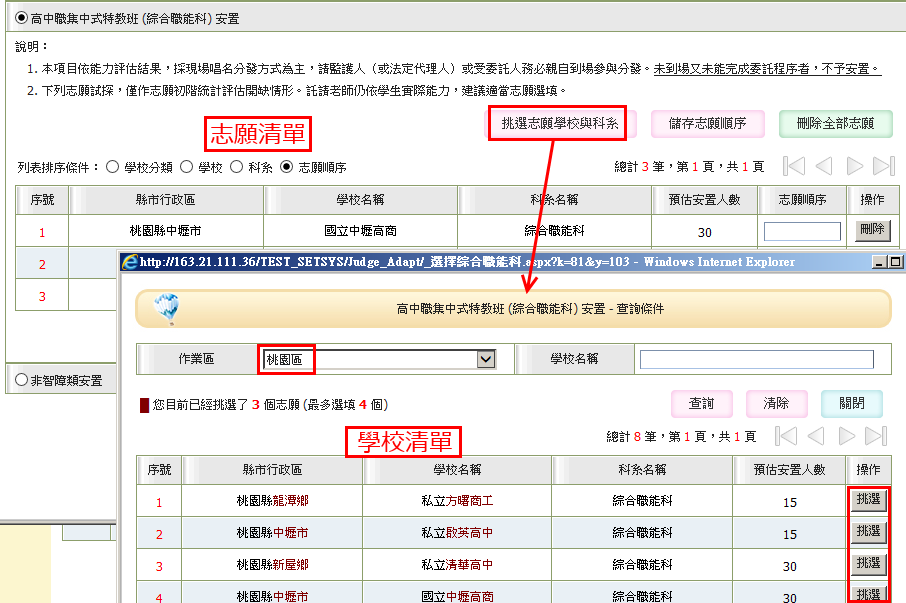 高中職集中式特教班 (綜合職能科) 安置
說明：
1. 本項目依能力評估結果，採現場唱名分發方式為主，請監護人（或法定代理人）或受委託人務必親自到場參與分發。未到場又未能完成委託程序者，不予安置。
2. 下列志願試探，僅作志願初階統計評估開缺情形。託請老師仍依學生實際能力，建議適當志願選填。
志願清單
挑選志願學校與科系 儲存志願順序 刪除全部志願
列表排序條件： 學校分類 學校 科系 志願順序 總計 3 筆，第 1 頁，共 1 頁
序號 縣市行政區 學校名稱 科系名稱 預估安置人數 志願順序 操作
1 桃園縣中壢市 國立中壢高商 綜合職能科 30 刪除
2
3
非智障類安置
http://163.21.111.36/TEST_SETSYS/Judge_Adapt/_選擇綜合職能科.aspx?k=81&y=103 - Windows Internet Explorer
高中職集中式特教班 (綜合職能科) 安置 - 查詢條件
作業區 桃園區 學校名稱
您目前已經挑選了 3 個志願 (最多選填 4 個) 查詢 清除 關閉
學校清單
總計 8 筆，第 1 頁，共 1 頁
序號 縣市行政區 學校名稱 科系名稱 預估安置人數 操作
1 桃園縣龍潭鄉 私立方曙商工 綜合職能科 15 挑選
2 桃園縣中壢市 私立啟英高中 綜合職能科 15 挑選
3 桃園縣新屋鄉 私立清華高中 綜合職能科 30 挑選
4 桃園縣中壢市 國立中壢高商 綜合職能科 30 挑選